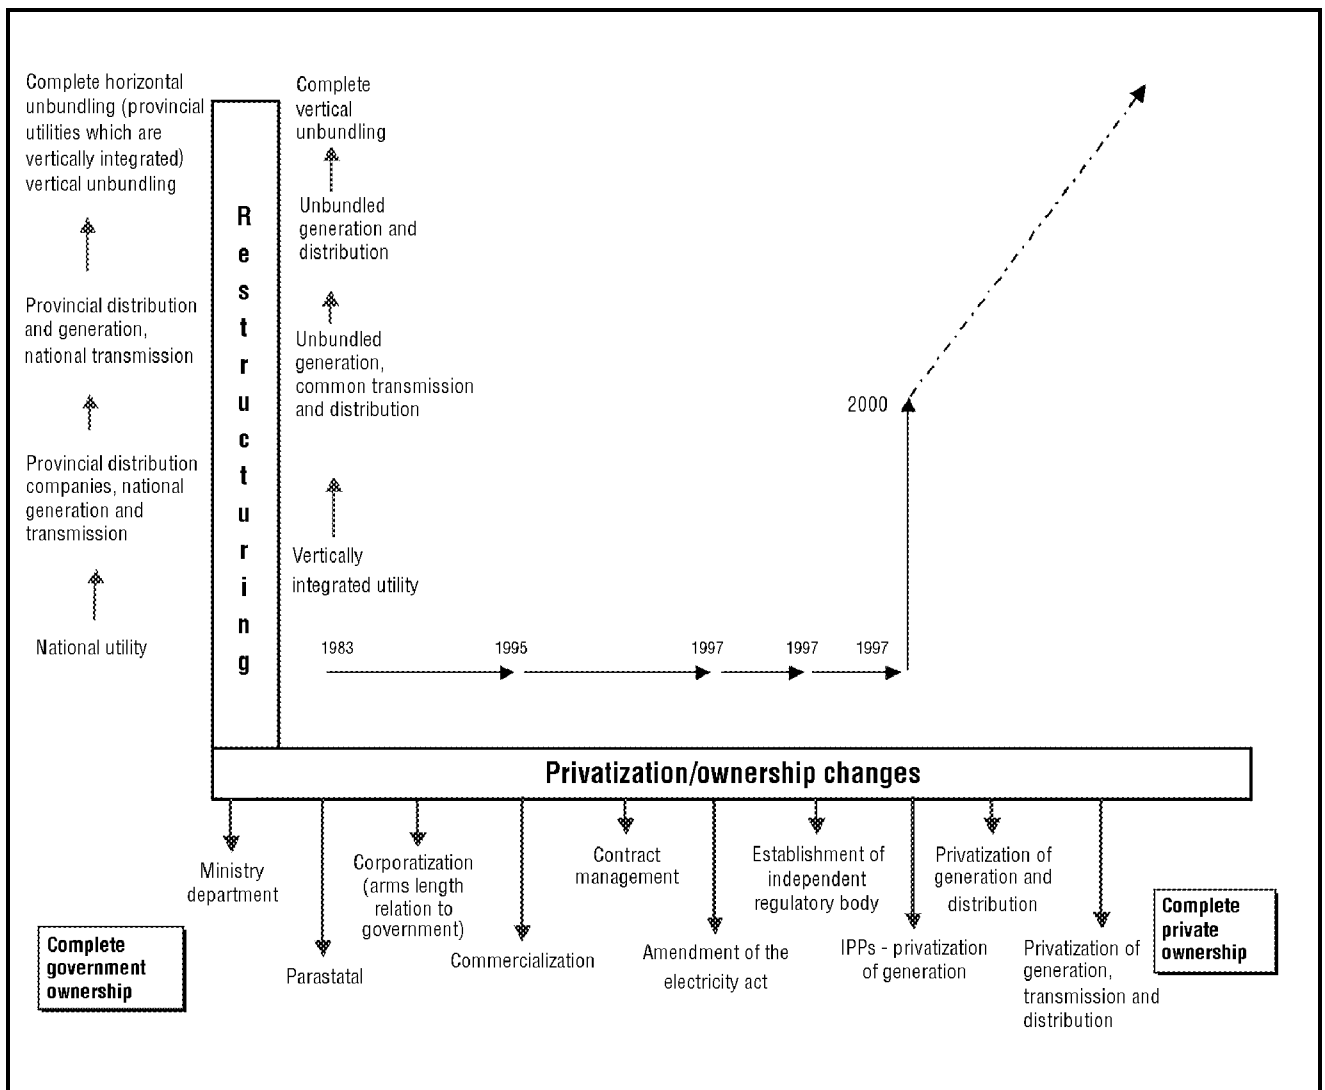 Complete horizontal
unbundling (provincial
utilities which are
vertically integrated)
vertical unbundling
Provincial distribution
and generation,
national transmission
Provincial distribution
companies, national
generation and
transmission
National utility
Restructuring
Complete
vertical
unbundling
Unbundled
generation and
distribution
Unbundled
generation,
common transmission
and distribution
Vertically
integrated utility
2000
1983
1995
1997
1997
1997
Privatization/ownership changes
Ministry
department
Parastatal
Corporatization
(arms length
relation to
government)
Commercialization
Contract
management
Amendment of the
electricity act
Establishment of
independent
regulatory body
IPPs - privatization
of generation
Privatization of
generation and
distribution
Privatization of
generation,
transmission and
distribution
Complete
government
ownership
Complete
private
ownership